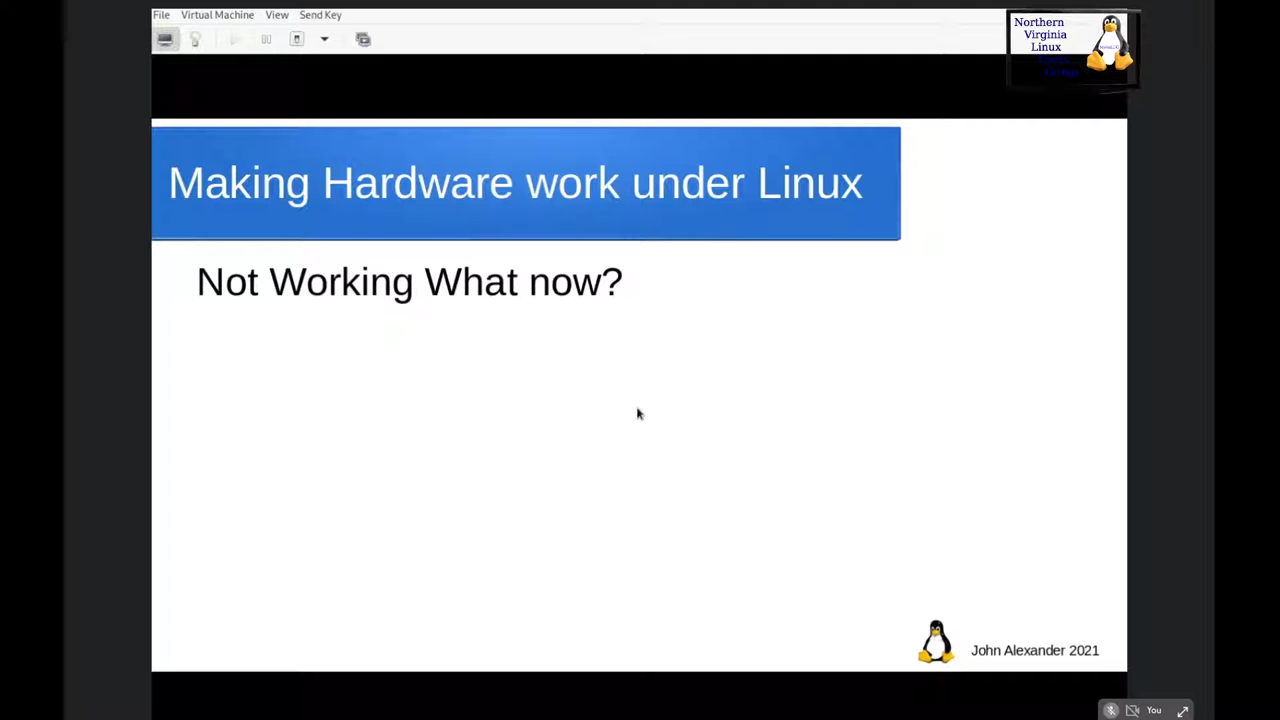 File Virtual Machine View Send Key
Northern
Virginia
Linux
Making Hardware work under Linux
Not Working What now?
John Alexander 2021
You